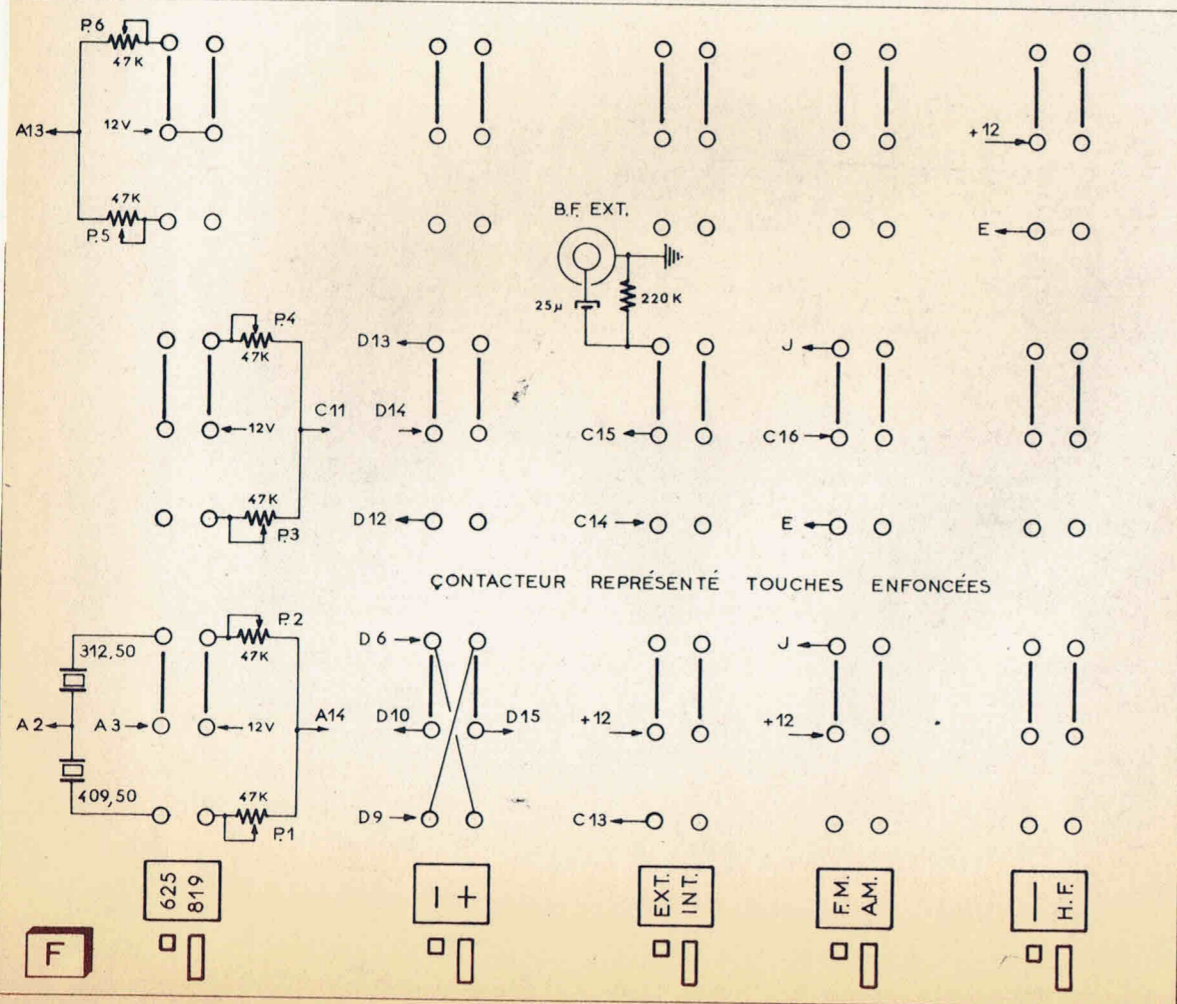 P.6
47K
A13
12V
+12
47K
P.5
B.F. EXT.
E
25µ
220 K
P.4
47K
D13
J
C11
D14
12V
C15
C16
47K
P.3
D12
C14
E
ÇONTACTEUR REPRÉSENTÉ TOUCHES ENFONCÉES
P.2
47K
312,50
D 6
J
A 2
A 3
12V
A14
D10
D15
+12
+12
409,50
47K
P.1
D9
C13
625
819
–
+
EXT.
INT.
F.M.
A.M.
—
H.F.
F